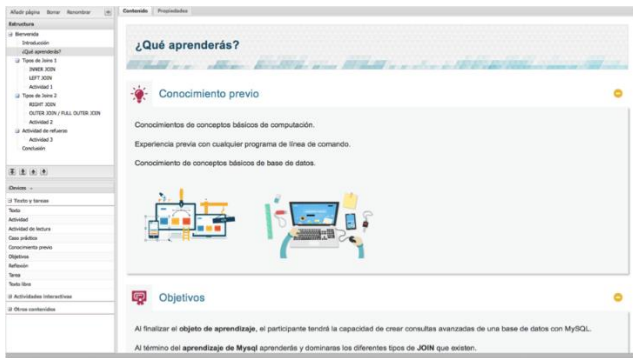 Añadir página Borrar Renombrar
Contenido Propiedades
Estructura
Bienvenida
Introducción
¿Qué aprenderás?
Tipos de Joins 1
INNER JOIN
LEFT JOIN
Actividad 1
Tipos de Joins 2
RIGHT JOIN
OUTER JOIN / FULL OUTER JOIN
Actividad 2
Actividad de refuerzo
Actividad 3
Conclusión
iDevices
Texto y tareas
Texto
Actividad
Actividad de lectura
Caso práctico
Conocimiento previo
Objetivos
Reflexión
Tarea
Texto libre
Actividades interactivas
Otros contenidos
¿Qué aprenderás?
Conocimiento previo
Conocimientos de conceptos básicos de computación.
Experiencia previa con cualquier programa de línea de comando.
Conocimiento de conceptos básicos de base de datos.
Objetivos
Al finalizar el objeto de aprendizaje, el participante tendrá la capacidad de crear consultas avanzadas de una base de datos con MySQL.
Al término del aprendizaje de Mysql aprenderás y dominaras los diferentes tipos de JOIN que existen.